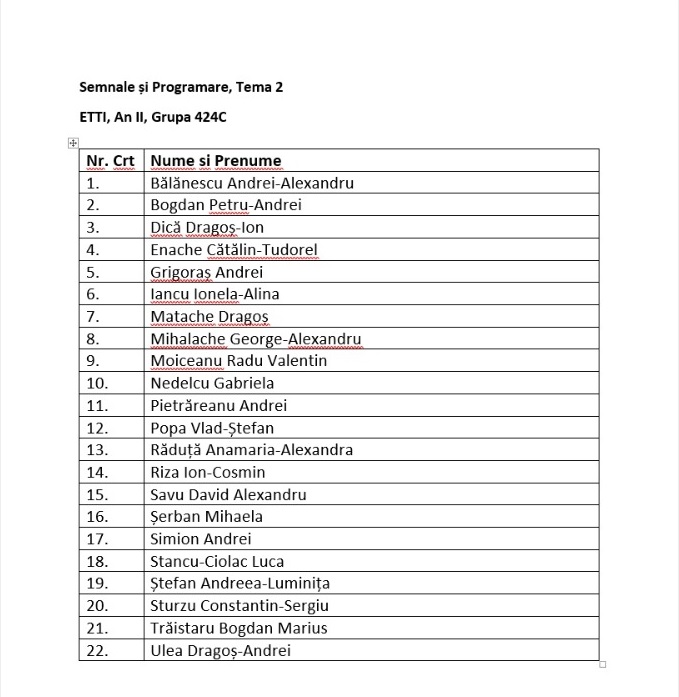 Semnale și Programare, Tema 2
ETTI, An II, Grupa 424C
Nr. Crt Nume si Prenume
1. Bălănescu Andrei-Alexandru
2. Bogdan Petru-Andrei
3. Dică Dragoș-Ion
4. Enache Cătălin-Tudorel
5. Grigoraș Andrei
6. Iancu Ionela-Alina
7. Matache Dragoș
8. Mihalache George-Alexandru
9. Moiceanu Radu Valentin
10. Nedelcu Gabriela
11. Pietrăreanu Andrei
12. Popa Vlad-Ștefan
13. Răduță Anamaria-Alexandra
14. Riza Ion-Cosmin
15. Savu David Alexandru
16. Șerban Mihaela
17. Simion Andrei
18. Stancu-Ciolac Luca
19. Ștefan Andreea-Luminița
20. Sturzu Constantin-Sergiu
21. Trăistaru Bogdan Marius
22. Ulea Dragoș-Andrei